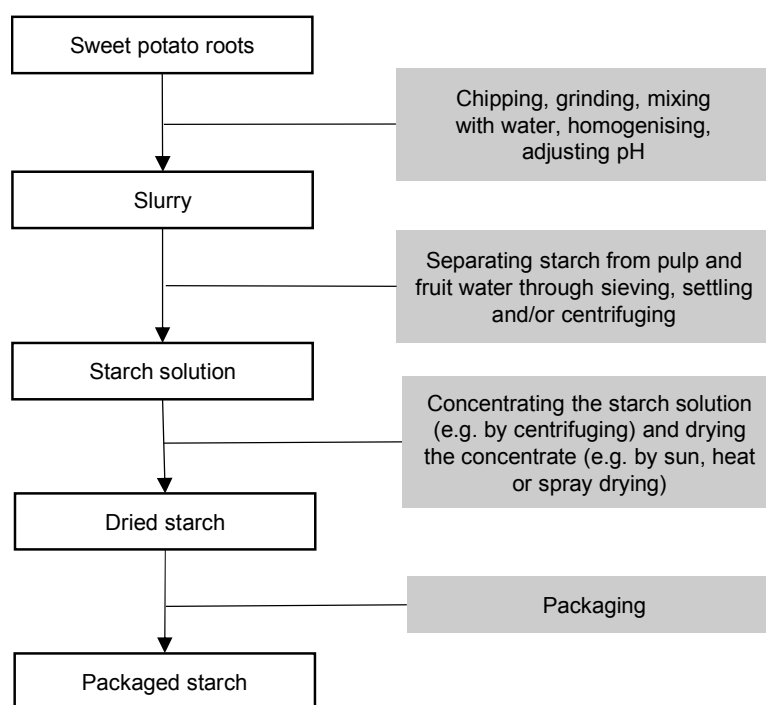 Sweet potato roots
Chipping, grinding, mixing
with water, homogenising,
adjusting pH
Slurry
Separating starch from pulp and
fruit water through sieving, settling
and/or centrifuging
Starch solution
Concentrating the starch solution
(e.g. by centrifuging) and drying
the concentrate (e.g. by sun, heat
or spray drying)
Dried starch
Packaging
Packaged starch